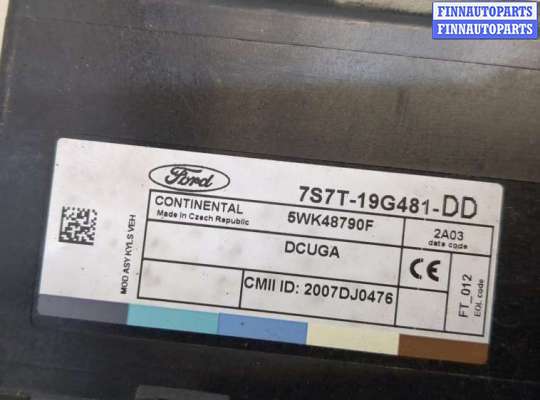 FINNAUTOPARTS
FINNAUTOPARTS
Ford
7S7T-19G481-DD
CONTINENTAL
Made in Czech Republic
5WK48790F
2A03
date code
DCUGA
CE
CMII ID: 2007DJ0476
FT_012
EOL code
MOD ASY KYLS VEH